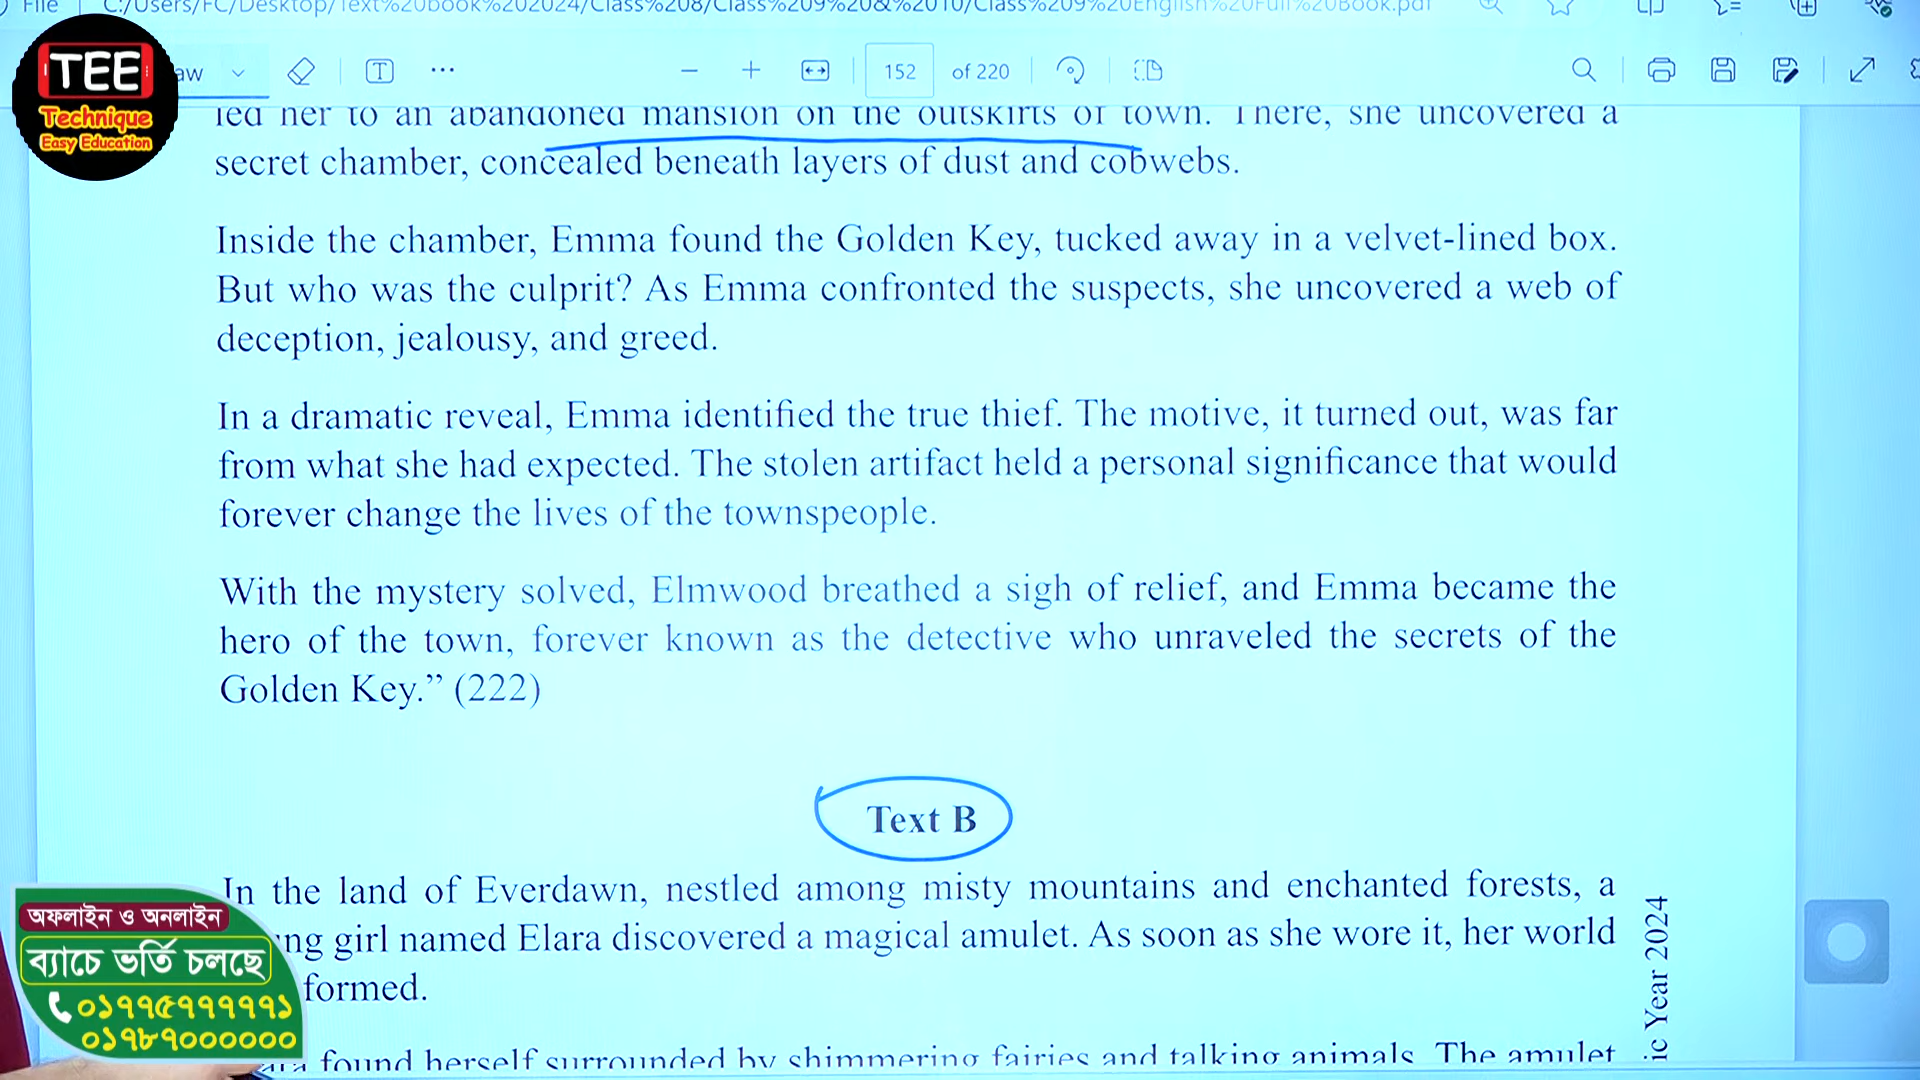 File C:/Users/FC/Desktop/Text%20book%202024/Class%208/Class%209%20&%2010/Class%209%20English%20Full%20Book.pdf
TEE
Technique
Easy Education
aw
152 of 220
led her to an abandoned mansion on the outskirts of town. There, she uncovered a
secret chamber, concealed beneath layers of dust and cobwebs.
Inside the chamber, Emma found the Golden Key, tucked away in a velvet-lined box.
But who was the culprit? As Emma confronted the suspects, she uncovered a web of
deception, jealousy, and greed.
In a dramatic reveal, Emma identified the true thief. The motive, it turned out, was far
from what she had expected. The stolen artifact held a personal significance that would
forever change the lives of the townspeople.
With the mystery solved, Elmwood breathed a sigh of relief, and Emma became the
hero of the town, forever known as the detective who unraveled the secrets of the
Golden Key.” (222)
Text B
In the land of Everdawn, nestled among misty mountains and enchanted forests, a
ng girl named Elara discovered a magical amulet. As soon as she wore it, her world
formed.
found herself surrounded by shimmering fairies and talking animals. The amulet
ic Year 2024
অফলাইন ও অনলাইন
ব্যাচে ভর্তি চলছে
০১৭৭৫৭৭৭৭৭১
০১৭৮৭০০০০০০